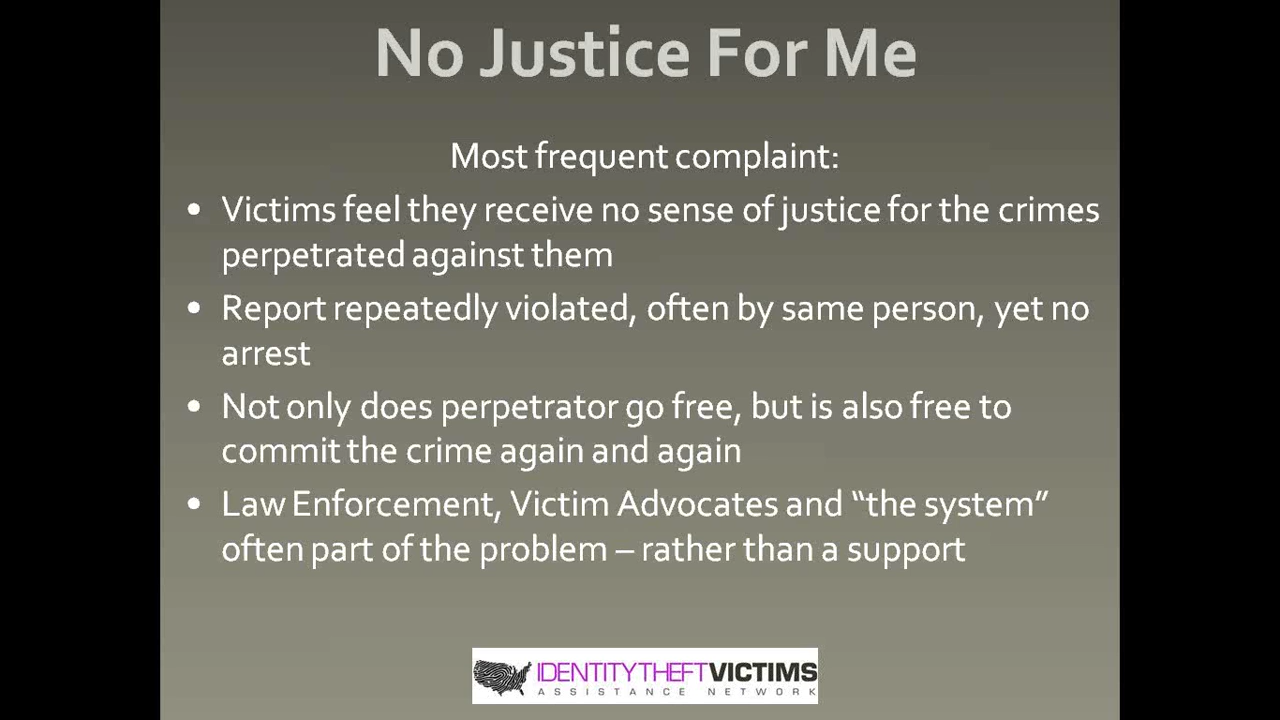 No Justice For Me
Most frequent complaint:
• Victims feel they receive no sense of justice for the crimes
perpetrated against them
• Report repeatedly violated, often by same person, yet no
arrest
• Not only does perpetrator go free, but is also free to
commit the crime again and again
• Law Enforcement, Victim Advocates and “the system”
often part of the problem – rather than a support
IDENTITYTHEFTVICTIMS
ASSISTANCE NETWORK